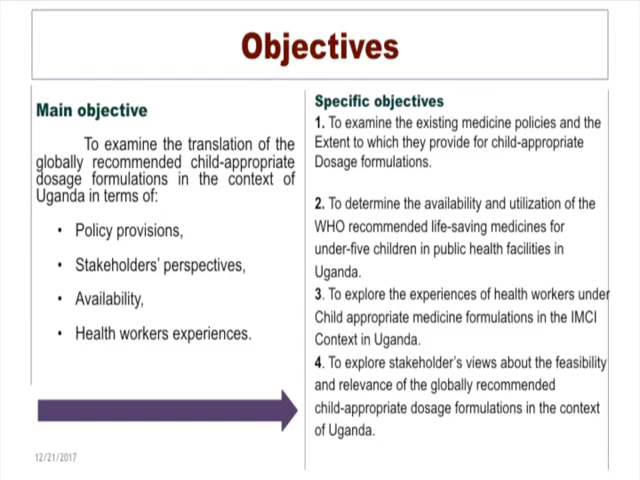 Objectives
Main objective
To examine the translation of the
globally recommended child-appropriate
dosage formulations in the context of
Uganda in terms of:
• Policy provisions,
• Stakeholders' perspectives,
• Availability,
• Health workers experiences.
Specific objectives
1. To examine the existing medicine policies and the
Extent to which they provide for child-appropriate
Dosage formulations.
2. To determine the availability and utilization of the
WHO recommended life-saving medicines for
under-five children in public health facilities in
Uganda.
3. To explore the experiences of health workers under
Child appropriate medicine formulations in the IMCI
Context in Uganda.
4. To explore stakeholder's views about the feasibility
and relevance of the globally recommended
child-appropriate dosage formulations in the context
of Uganda.
12/21/2017